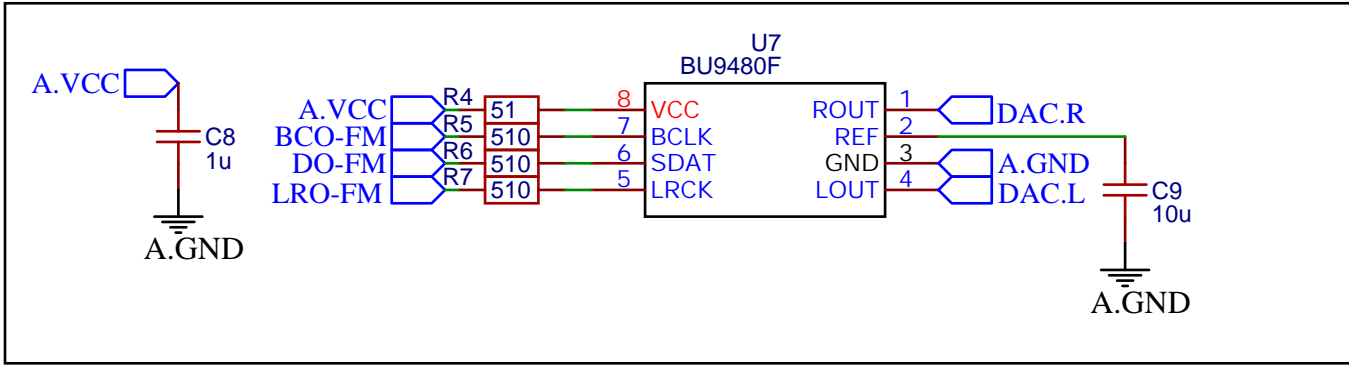 U7
BU9480F
A.VCC
C8
1u
A.GND
A.VCC R4 51 8 VCC ROUT 1 DAC.R
BCO-FM R5 510 7 BCLK REF 2
DO-FM R6 510 6 SDAT GND 3 A.GND
LRO-FM R7 510 5 LRCK LOUT 4 DAC.L
C9
10u
A.GND